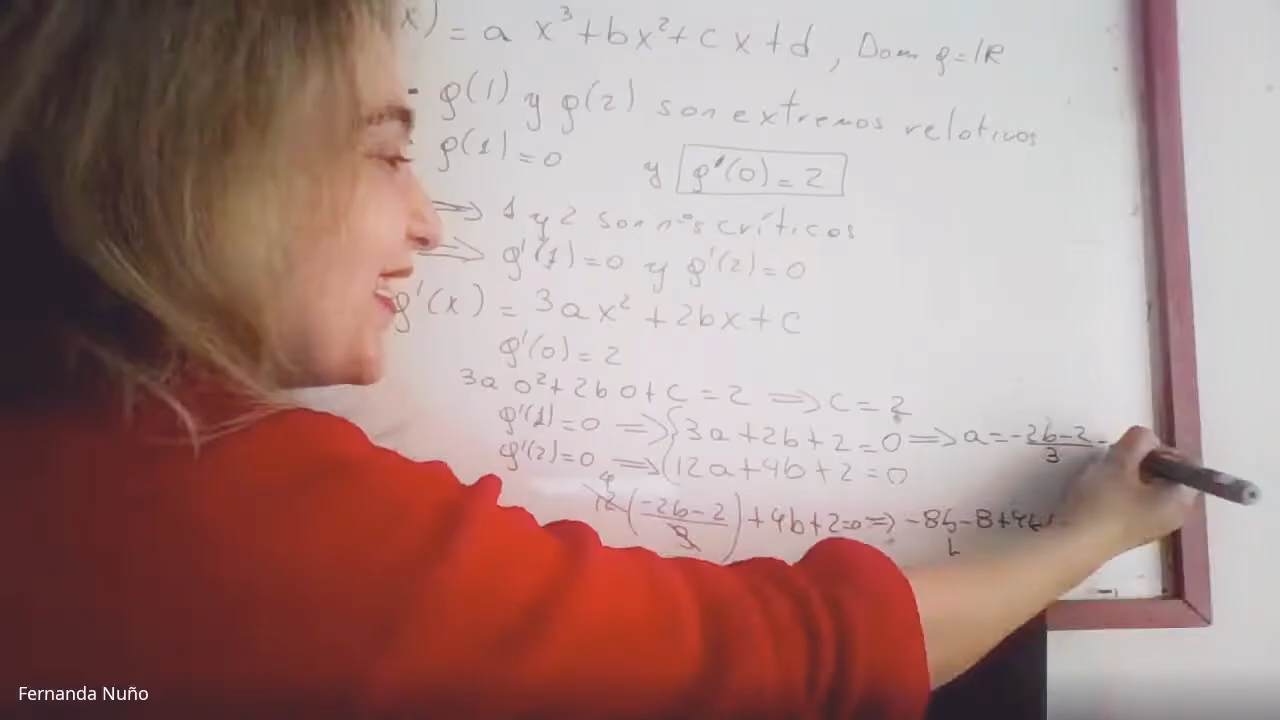 x) = a x³ + bx² + cx + d, Dom g = IR
- g(1) y g(2) son extremos relativos
g(1) = 0 y g'(0) = 2
⇒ 1 y 2 son nºs críticos
⇒ g'(1) = 0 y g'(2) = 0
g'(x) = 3ax² + 2bx + c
g'(0) = 2
3a 0² + 2b 0 + c = 2 ⇒ c = 2
g'(1) = 0 ⇒ { 3a + 2b + 2 = 0 ⇒ a = -2b-2/3
g'(2) = 0 ⇒ { 12a + 4b + 2 = 0
4
12 (-2b-2/3) + 4b + 2 = 0 ⇒ -8b - 8 + 4b
Fernanda Nuño